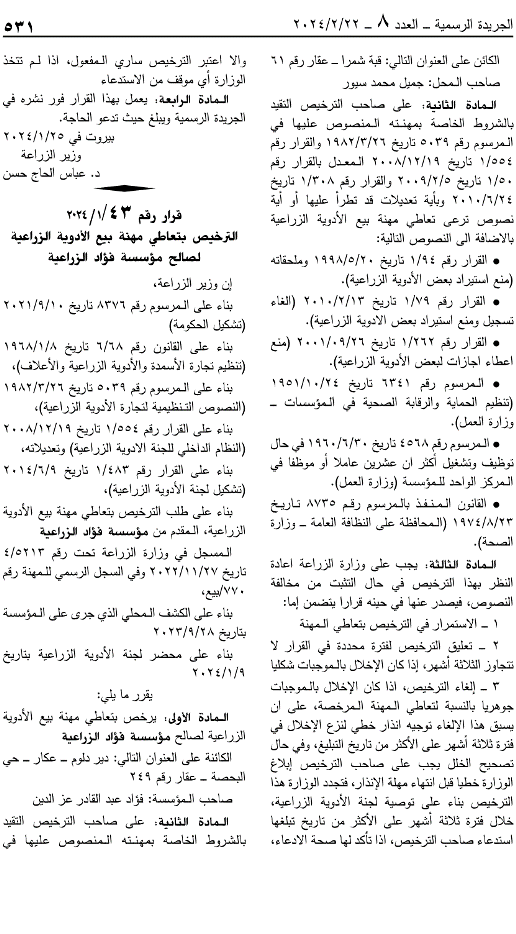 الجريدة الرسمية ــ العدد ٨ ــ ٢٠٢٤/٢/٢٢
٥٣١
الكائن على العنوان التالي: قبة شمرا ــ عقار رقم ٦١
صاحب المحل: جميل محمد سيور
المادة الثانية: على صاحب الترخيص التقيد
بالشروط الخاصة بمهنته المنصوص عليها في
المرسوم رقم ٥٠٣٩ تاريخ ١٩٨٢/٣/٢٦ والقرار رقم
١/٥٥٤ تاريخ ٢٠٠٨/١٢/١٩ المعدل بالقرار رقم
١/٥٠ تاريخ ٢٠٠٩/٢/٥ والقرار رقم ١/٣٠٨ تاريخ
٢٠١٠/٦/٢٤ وبأية تعديلات قد تطرأ عليها أو أية
نصوص ترعى تعاطي مهنة بيع الأدوية الزراعية
بالاضافة الى النصوص التالية:
● القرار رقم ١/٩٤ تاريخ ١٩٩٨/٥/٢٠ وملحقاته
(منع استيراد بعض الأدوية الزراعية).
● القرار رقم ١/٧٩ تاريخ ٢٠١٠/٢/١٣ (الغاء
تسجيل ومنع استيراد بعض الادوية الزراعية).
● القرار رقم ١/٢٦٢ تاريخ ٢٠٠١/٠٩/٢٦ (منع
اعطاء اجازات لبعض الأدوية الزراعية).
● المرسوم رقم ٦٣٤١ تاريخ ١٩٥١/١٠/٢٤
(تنظيم الحماية والرقابة الصحية في المؤسسات ــ
وزارة العمل).
● المرسوم رقم ٤٥٦٨ تاريخ ١٩٦٠/٦/٣٠ في حال
توظيف وتشغيل أكثر ان عشرين عاملا أو موظفا في
المركز الواحد للمؤسسة (وزارة العمل).
● القانون المنفذ بالمرسوم رقم ٨٧٣٥ تاريخ
١٩٧٤/٨/٢٣ (المحافظة على النظافة العامة ــ وزارة
الصحة).
المادة الثالثة: يجب على وزارة الزراعة اعادة
النظر بهذا الترخيص في حال التثبت من مخالفة
النصوص، فيصدر عنها في حينه قرارا يتضمن إما:
١ ــ الاستمرار في الترخيص بتعاطي المهنة
٢ ــ تعليق الترخيص لفترة محددة في القرار لا
تتجاوز الثلاثة أشهر، إذا كان الإخلال بالموجبات شكليا
٣ ــ إلغاء الترخيص، اذا كان الإخلال بالموجبات
جوهريا بالنسبة لتعاطي المهنة المرخصة، على ان
يسبق هذا الإلغاء توجيه انذار خطي لنزع الإخلال في
فترة ثلاثة أشهر على الأكثر من تاريخ التبليغ، وفي حال
تصحيح الخلل يجب على صاحب الترخيص إبلاغ
الوزارة خطيا قبل انتهاء مهلة الإنذار، فتجدد الوزارة هذا
الترخيص بناء على توصية لجنة الأدوية الزراعية،
خلال فترة ثلاثة أشهر على الأكثر من تاريخ تبلغها
استدعاء صاحب الترخيص، اذا تأكد لها صحة الادعاء،
والا اعتبر الترخيص ساري المفعول، اذا لم تتخذ
الوزارة أي موقف من الاستدعاء
المادة الرابعة: يعمل بهذا القرار فور نشره في
الجريدة الرسمية ويبلغ حيث تدعو الحاجة.
بيروت في ٢٠٢٤/١/٢٥
وزير الزراعة
د. عباس الحاج حسن
قرار رقم ٢٠٢٤/١/٤٣
الترخيص بتعاطي مهنة بيع الأدوية الزراعية
لصالح مؤسسة فؤاد الزراعية
إن وزير الزراعة،
بناء على المرسوم رقم ٨٣٧٦ تاريخ ٢٠٢١/٩/١٠
(تشكيل الحكومة)
بناء على القانون رقم ٦/٦٨ تاريخ ١٩٦٨/١/٨
(تنظيم تجارة الأسمدة والأدوية الزراعية والأعلاف)،
بناء على المرسوم رقم ٥٠٣٩ تاريخ ١٩٨٢/٣/٢٦
(النصوص التنظيمية لتجارة الأدوية الزراعية)،
بناء على القرار رقم ١/٥٥٤ تاريخ ٢٠٠٨/١٢/١٩
(النظام الداخلي للجنة الادوية الزراعية) وتعديلاته،
بناء على القرار رقم ١/٤٨٣ تاريخ ٢٠١٤/٦/٩
(تشكيل لجنة الأدوية الزراعية)،
بناء على طلب الترخيص بتعاطي مهنة بيع الأدوية
الزراعية، المقدم من مؤسسة فؤاد الزراعية
المسجل في وزارة الزراعة تحت رقم ٤/٥٢١٣
تاريخ ٢٠٢٢/١١/٢٧ وفي السجل الرسمي للمهنة رقم
٧٧٠/بيع،
بناء على الكشف المحلي الذي جرى على المؤسسة
بتاريخ ٢٠٢٣/٩/٢٨
بناء على محضر لجنة الأدوية الزراعية بتاريخ
٢٠٢٤/١/٩
يقرر ما يلي:
المادة الأولى: يرخص بتعاطي مهنة بيع الأدوية
الزراعية لصالح مؤسسة فؤاد الزراعية
الكائنة على العنوان التالي: دير دلوم ــ عكار ــ حي
البحصة ــ عقار رقم ٢٤٩
صاحب المؤسسة: فؤاد عبد القادر عز الدين
المادة الثانية: على صاحب الترخيص التقيد
بالشروط الخاصة بمهنته المنصوص عليها في